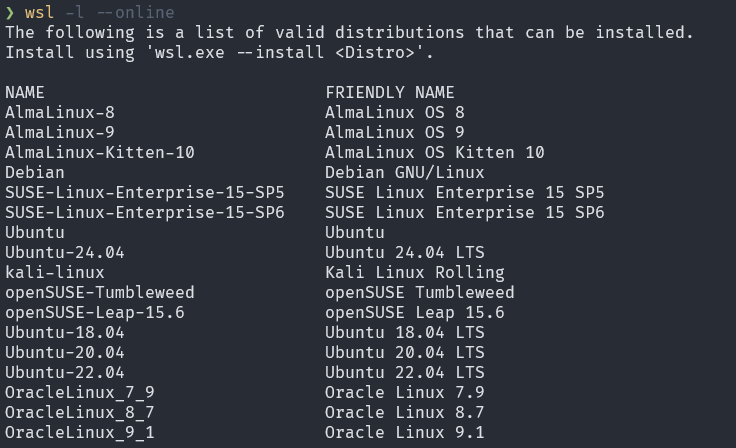 ❯ wsl -l --online
The following is a list of valid distributions that can be installed.
Install using 'wsl.exe --install <Distro>'.
NAME                            FRIENDLY NAME
AlmaLinux-8                     AlmaLinux OS 8
AlmaLinux-9                     AlmaLinux OS 9
AlmaLinux-Kitten-10             AlmaLinux OS Kitten 10
Debian                          Debian GNU/Linux
SUSE-Linux-Enterprise-15-SP5    SUSE Linux Enterprise 15 SP5
SUSE-Linux-Enterprise-15-SP6    SUSE Linux Enterprise 15 SP6
Ubuntu                          Ubuntu
Ubuntu-24.04                    Ubuntu 24.04 LTS
kali-linux                      Kali Linux Rolling
openSUSE-Tumbleweed             openSUSE Tumbleweed
openSUSE-Leap-15.6              openSUSE Leap 15.6
Ubuntu-18.04                    Ubuntu 18.04 LTS
Ubuntu-20.04                    Ubuntu 20.04 LTS
Ubuntu-22.04                    Ubuntu 22.04 LTS
OracleLinux_7_9                 Oracle Linux 7.9
OracleLinux_8_7                 Oracle Linux 8.7
OracleLinux_9_1                 Oracle Linux 9.1